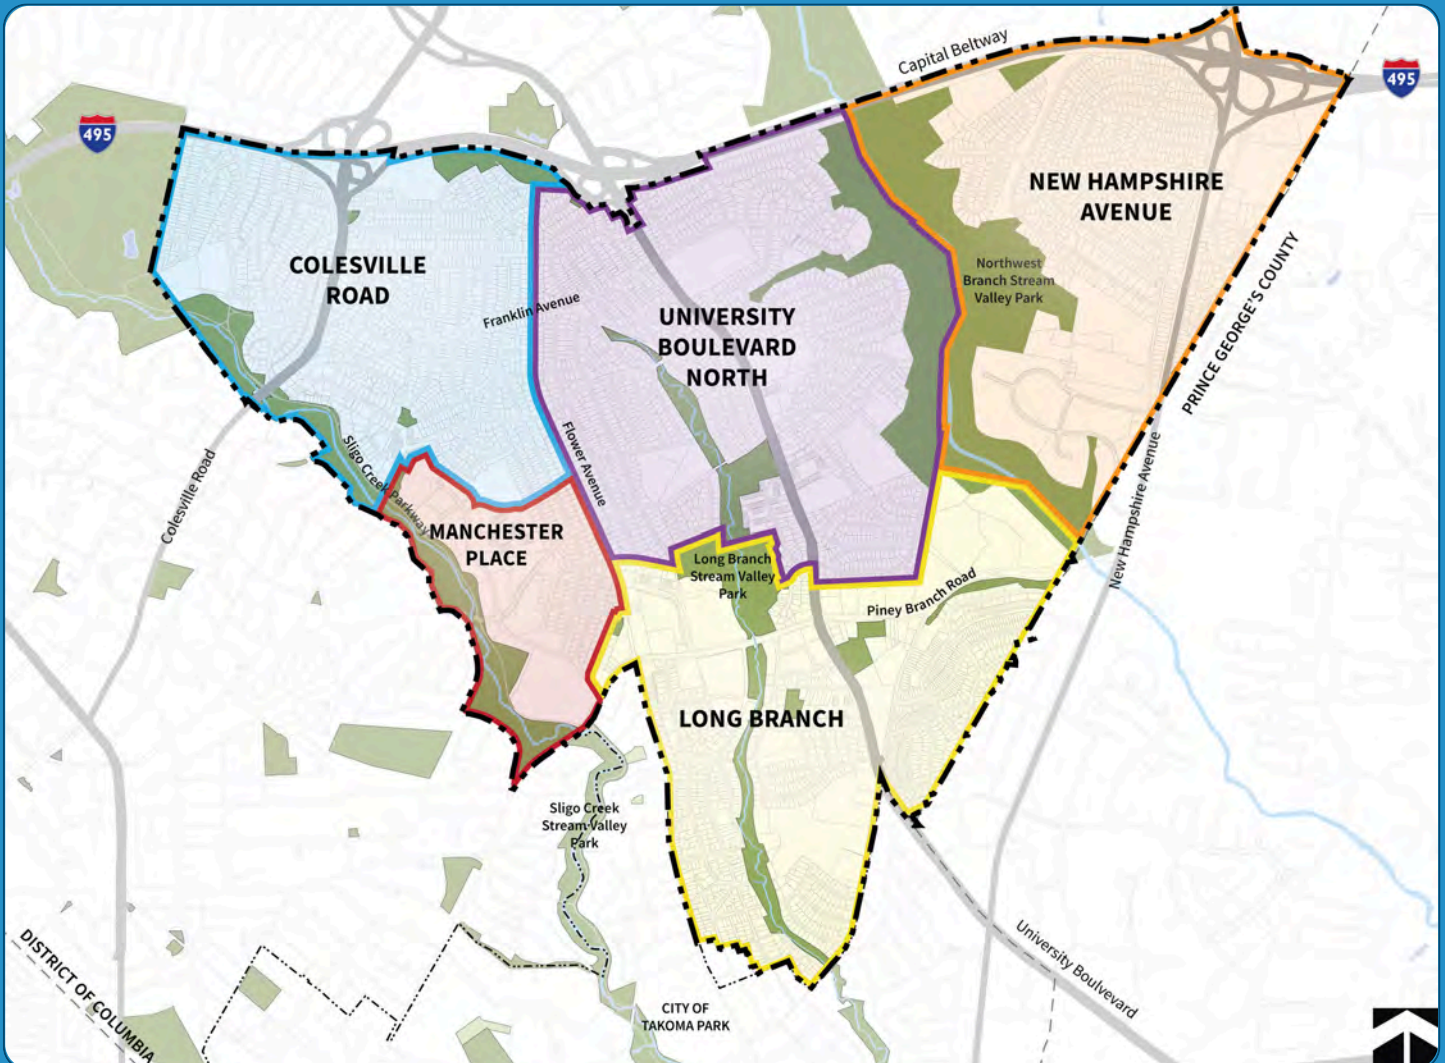 Capital Beltway
495
495
NEW HAMPSHIRE
AVENUE
COLESVILLE
ROAD
Northwest
Branch Stream
Valley Park
Franklin Avenue
UNIVERSITY
BOULEVARD
NORTH
PRINCE GEORGE'S COUNTY
Flower Avenue
Sligo Creek Parkway
Colesville Road
New Hampshire Avenue
MANCHESTER
PLACE
Long Branch
Stream Valley
Park
Piney Branch Road
LONG BRANCH
Sligo Creek
Stream Valley
Park
University Boulvevard
DISTRICT OF COLUMBIA
CITY OF
TAKOMA PARK